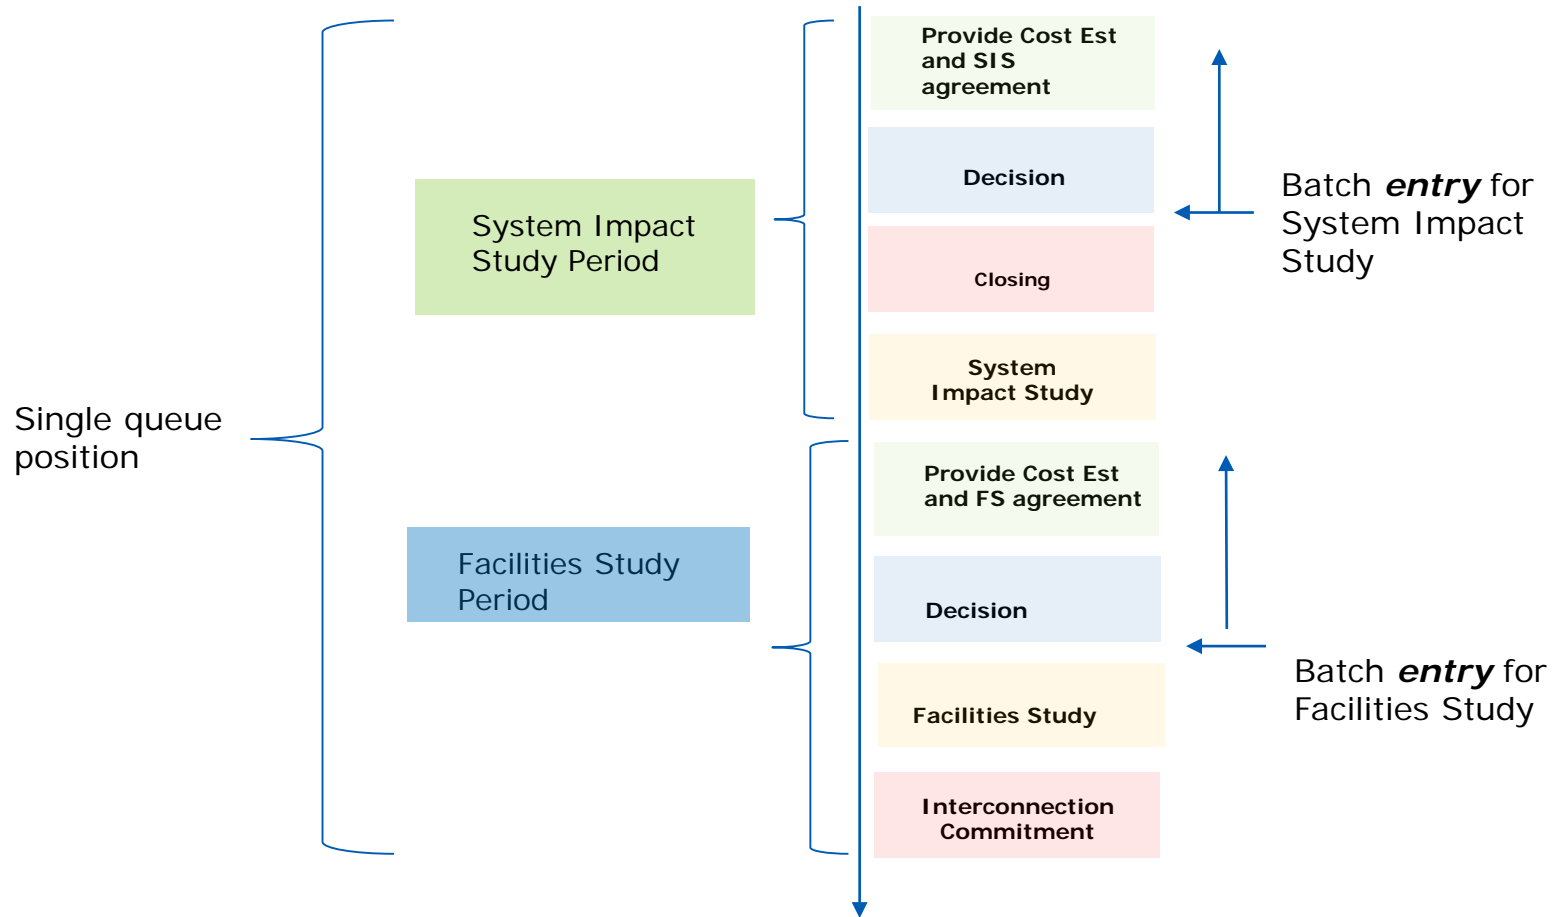 Provide Cost Est
and SIS
agreement
Decision
Batch entry for
System Impact
Study
System Impact
Study Period
Closing
System
Impact Study
Single queue
position
Provide Cost Est
and FS agreement
Facilities Study
Period
Decision
Batch entry for
Facilities Study
Facilities Study
Interconnection
Commitment